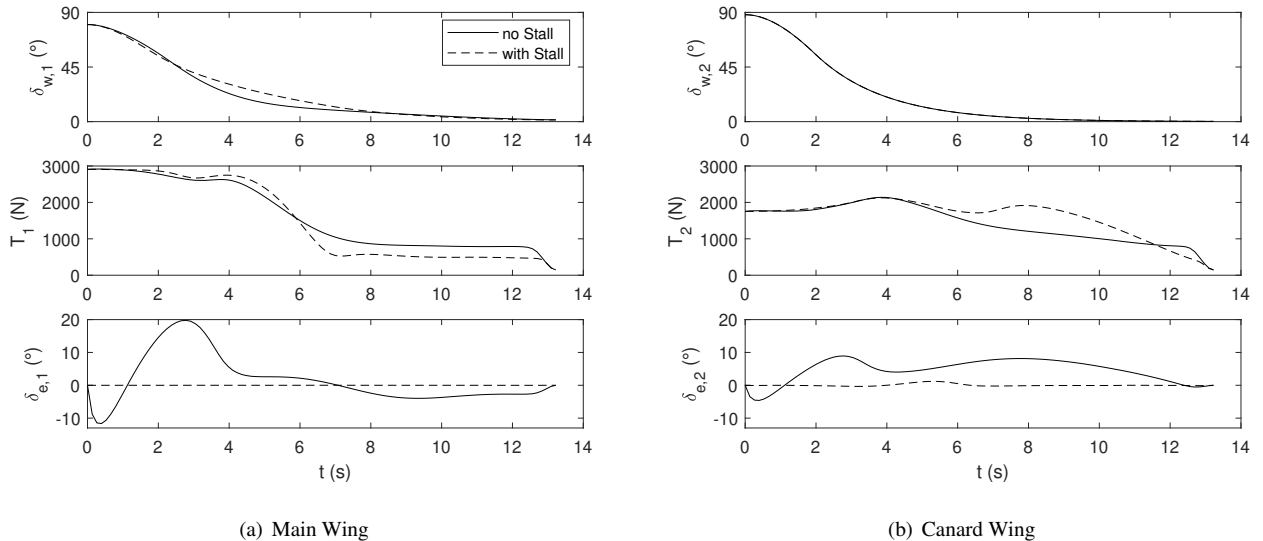 90
45
0
δw,1 (°)
no Stall
with Stall
0 2 4 6 8 10 12 14
3000
2000
1000
0
T1 (N)
0 2 4 6 8 10 12 14
20
10
0
-10
δe,1 (°)
0 2 4 6 8 10 12 14
t (s)
(a) Main Wing
90
45
0
δw,2 (°)
0 2 4 6 8 10 12 14
3000
2000
1000
0
T2 (N)
0 2 4 6 8 10 12 14
20
10
0
-10
δe,2 (°)
0 2 4 6 8 10 12 14
t (s)
(b) Canard Wing